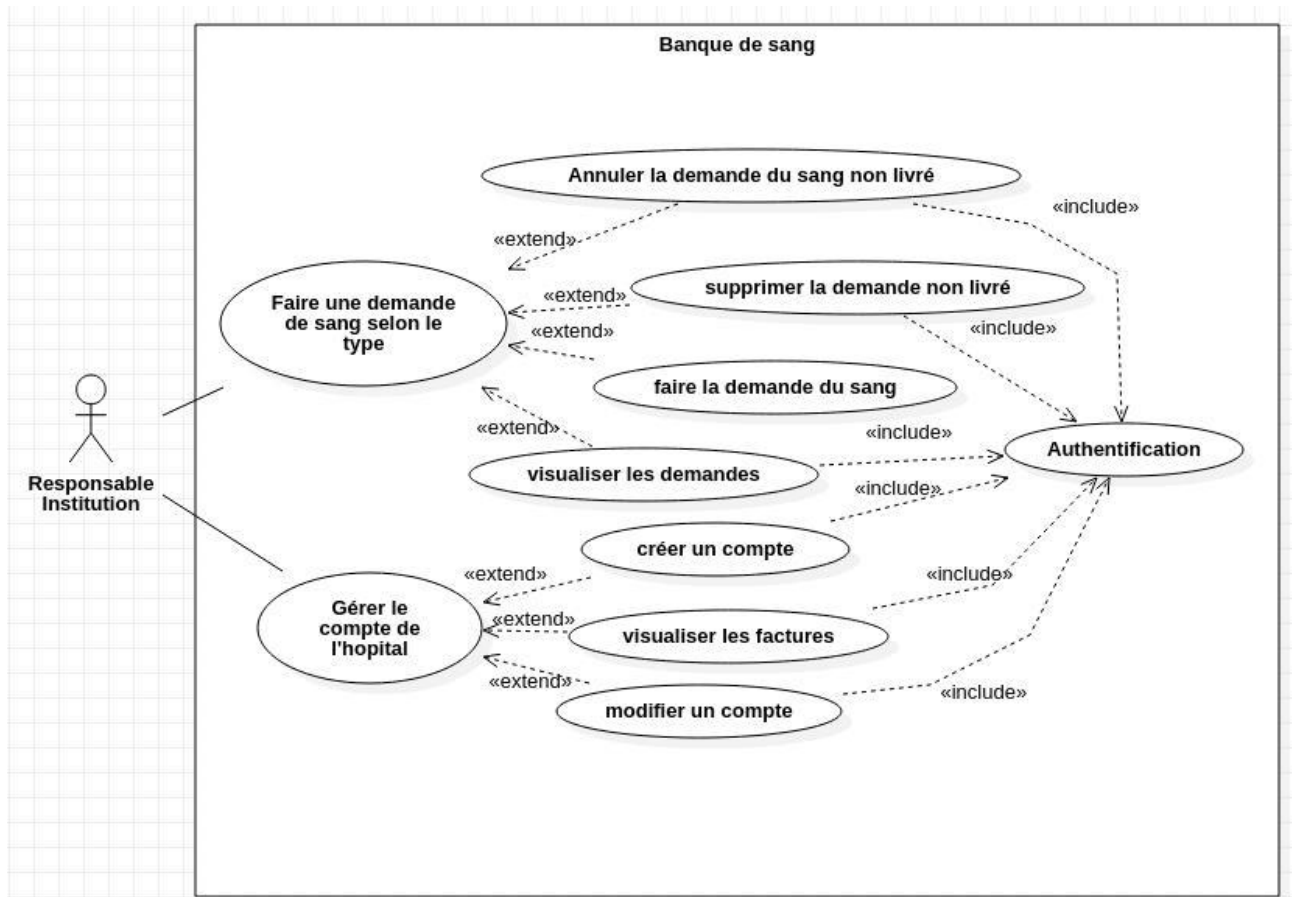 Banque de sang
Annuler la demande du sang non livré
«include»
«extend»
supprimer la demande non livré
«extend»
Faire une demande
de sang selon le
type
«include»
«extend»
faire la demande du sang
«extend»
«include»
Authentification
visualiser les demandes
Responsable
Institution
«include»
créer un compte
«extend»
«include»
Gérer le
compte de
l'hopital
«extend»
visualiser les factures
«extend»
«include»
modifier un compte